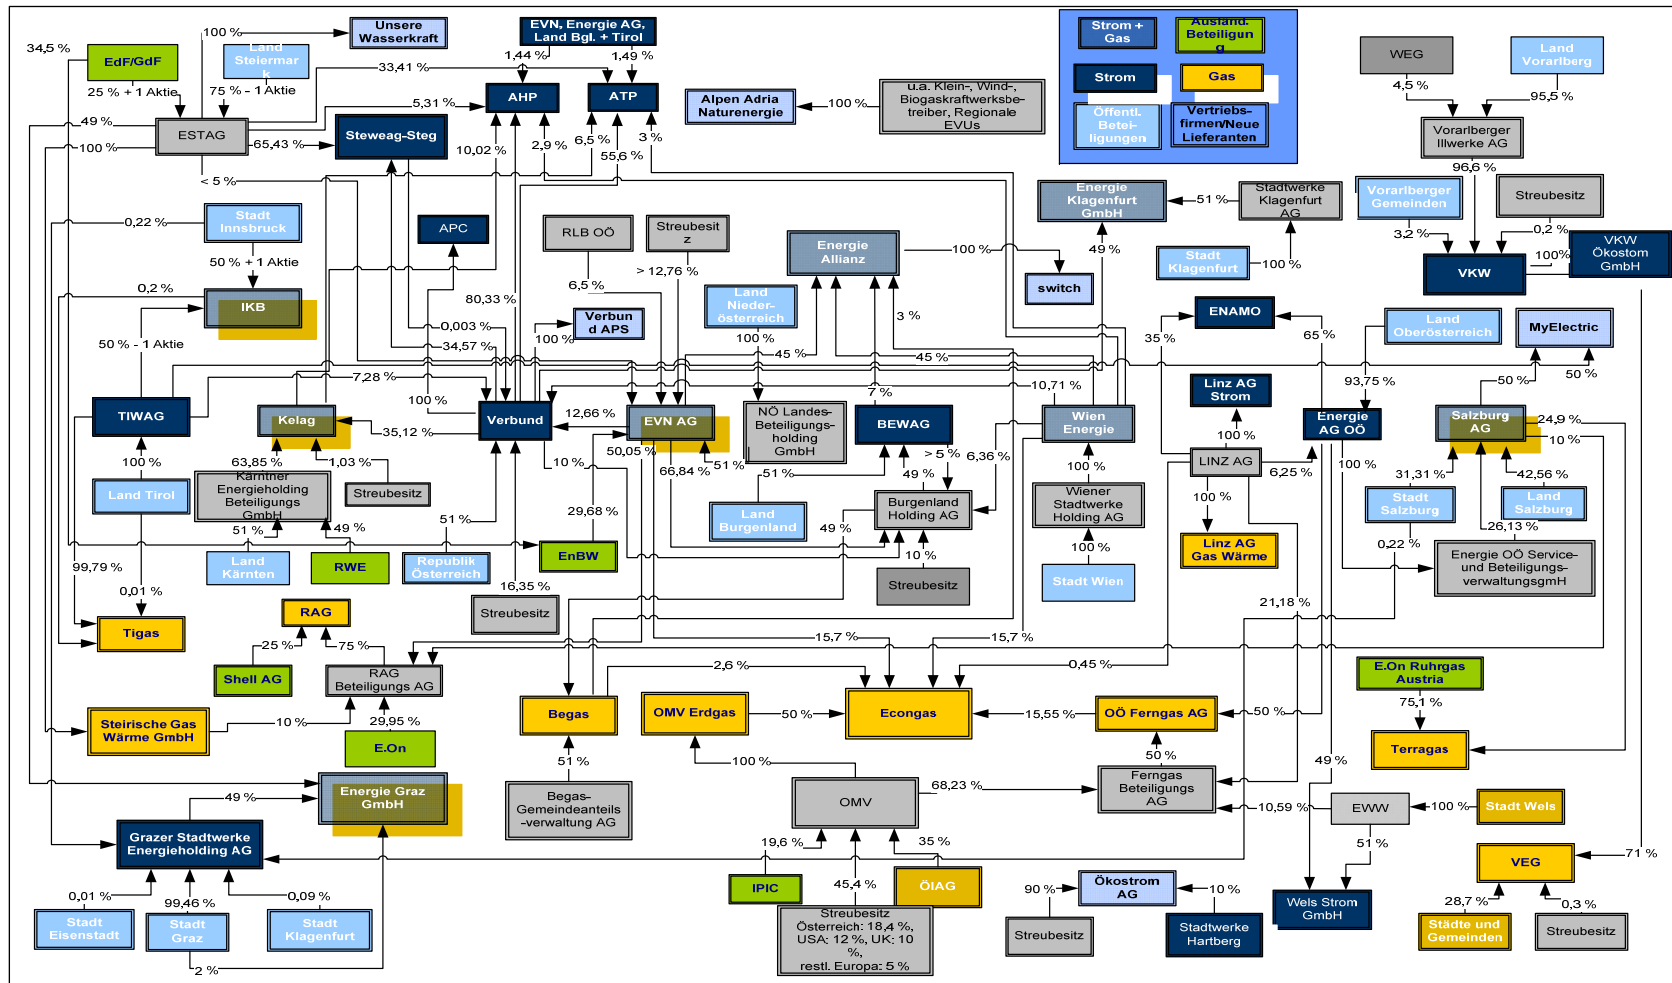 Unsere
Wasserkraft
EVN, Energie AG,
Land Bgl. + Tirol
Strom +
Gas
Ausländ.
Beteiligun
g
Strom
Gas
Öffentl.
Betei-
ligungen
Vertriebs-
firmen/Neue
Lieferanten
WEG
Land
Vorarlberg
34,5 %
100 %
EdF/GdF
Land
Steiermar
k
33,41 %
1,44 %
1,49 %
25 % + 1 Aktie
75 % - 1 Aktie
AHP
ATP
Alpen Adria
Naturenergie
100 %
u.a. Klein-, Wind-,
Biogaskraftwerksbe-
treiber, Regionale
EVUs
4,5 %
95,5 %
49 %
ESTAG
5,31 %
Steweag-Steg
65,43 %
100 %
10,02 %
2,9 %
6,5 %
55,6 %
3 %
Vorarlberger
Illwerke AG
96,6 %
< 5 %
0,22 %
Stadt
Innsbruck
APC
RLB OÖ
Streubesit
z
Energie
Allianz
100 %
Energie
Klagenfurt
GmbH
51 %
Stadtwerke
Klagenfurt
AG
Vorarlberger
Gemeinden
Streubesitz
3,2 %
0,2 %
50 % + 1 Aktie
> 12,76 %
6,5 %
49 %
Stadt
Klagenfurt
100 %
VKW
100%
VKW
Ökostom
GmbH
0,2 %
IKB
80,33 %
Land
Nieder-
österreich
switch
ENAMO
Land
Oberösterreich
MyElectric
0,003 %
Verbun
d APS
3 %
35 %
65 %
50 % - 1 Aktie
34,57 %
100 %
100 %
45 %
45 %
7,28 %
100 %
10,71 %
7 %
93,75 %
50 %
50 %
TIWAG
Kelag
35,12 %
Verbund
12,66 %
EVN AG
NÖ Landes-
Beteiligungs-
holding
GmbH
BEWAG
Wien
Energie
Linz AG
Strom
Energie
AG OÖ
Salzburg
AG
24,9 %
10 %
100 %
63,85 %
1,03 %
50,05 %
10 %
66,84 %
51 %
51 %
49 %
> 5 %
6,36 %
100 %
100 %
LINZ AG
6,25 %
100 %
31,31 %
42,56 %
Land Tirol
Kärntner
Energieholding
Beteiligungs
GmbH
Streubesitz
Land
Burgenland
Burgenland
Holding AG
Wiener
Stadtwerke
Holding AG
100 %
Stadt
Salzburg
Land
Salzburg
51 %
49 %
51 %
29,68 %
49 %
10 %
100 %
Linz AG
Gas Wärme
0,22 %
26,13 %
Land
Kärnten
RWE
Republik
Österreich
EnBW
Streubesitz
Stadt Wien
Energie OÖ Service-
und Beteiligungs-
verwaltungsgmH
99,79 %
0,01 %
16,35 %
Streubesitz
21,18 %
Tigas
RAG
25 %
75 %
15,7 %
15,7 %
Shell AG
RAG
Beteiligungs AG
2,6 %
0,45 %
E.On Ruhrgas
Austria
75,1 %
Steirische Gas
Wärme GmbH
10 %
29,95 %
E.On
Begas
OMV Erdgas
50 %
Econgas
15,55 %
OÖ Ferngas AG
50 %
Terragas
51 %
100 %
50 %
49 %
Energie Graz
GmbH
49 %
Begas-
Gemeindeanteils
-verwaltung AG
OMV
68,23 %
Ferngas
Beteiligungs
AG
10,59 %
EWW
100 %
Stadt Wels
Grazer Stadtwerke
Energieholding AG
19,6 %
35 %
51 %
VEG
71 %
0,01 %
99,46 %
0,09 %
IPIC
45,4 %
ÖIAG
90 %
Ökostrom
AG
10 %
Wels Strom
GmbH
28,7 %
0,3 %
Stadt
Eisenstadt
Stadt
Graz
Stadt
Klagenfurt
Streubesitz
Österreich: 18,4 %,
USA: 12 %, UK: 10
%,
restl. Europa: 5 %
Streubesitz
Stadtwerke
Hartberg
Städte und
Gemeinden
Streubesitz
2 %